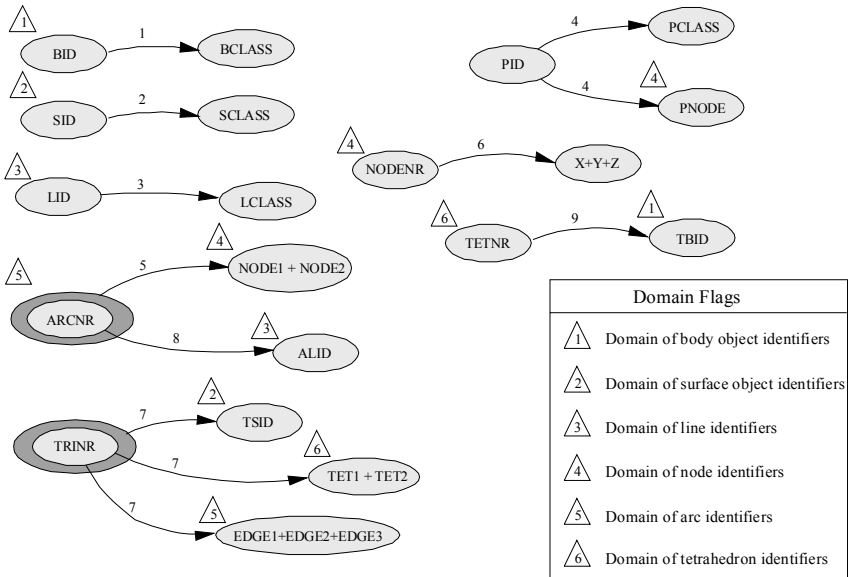 1
BID
1
BCLASS
2
SID
2
SCLASS
3
LID
3
LCLASS
5
ARCNR
5
4
NODE1 + NODE2
8
3
ALID
TRINR
7
2
TSID
7
6
TET1 + TET2
7
5
EDGE1+EDGE2+EDGE3
PID
4
PCLASS
4
4
PNODE
4
NODENR
6
X+Y+Z
6
TETNR
9
1
TBID
Domain Flags
1 Domain of body object identifiers
2 Domain of surface object identifiers
3 Domain of line identifiers
4 Domain of node identifiers
5 Domain of arc identifiers
6 Domain of tetrahedron identifiers